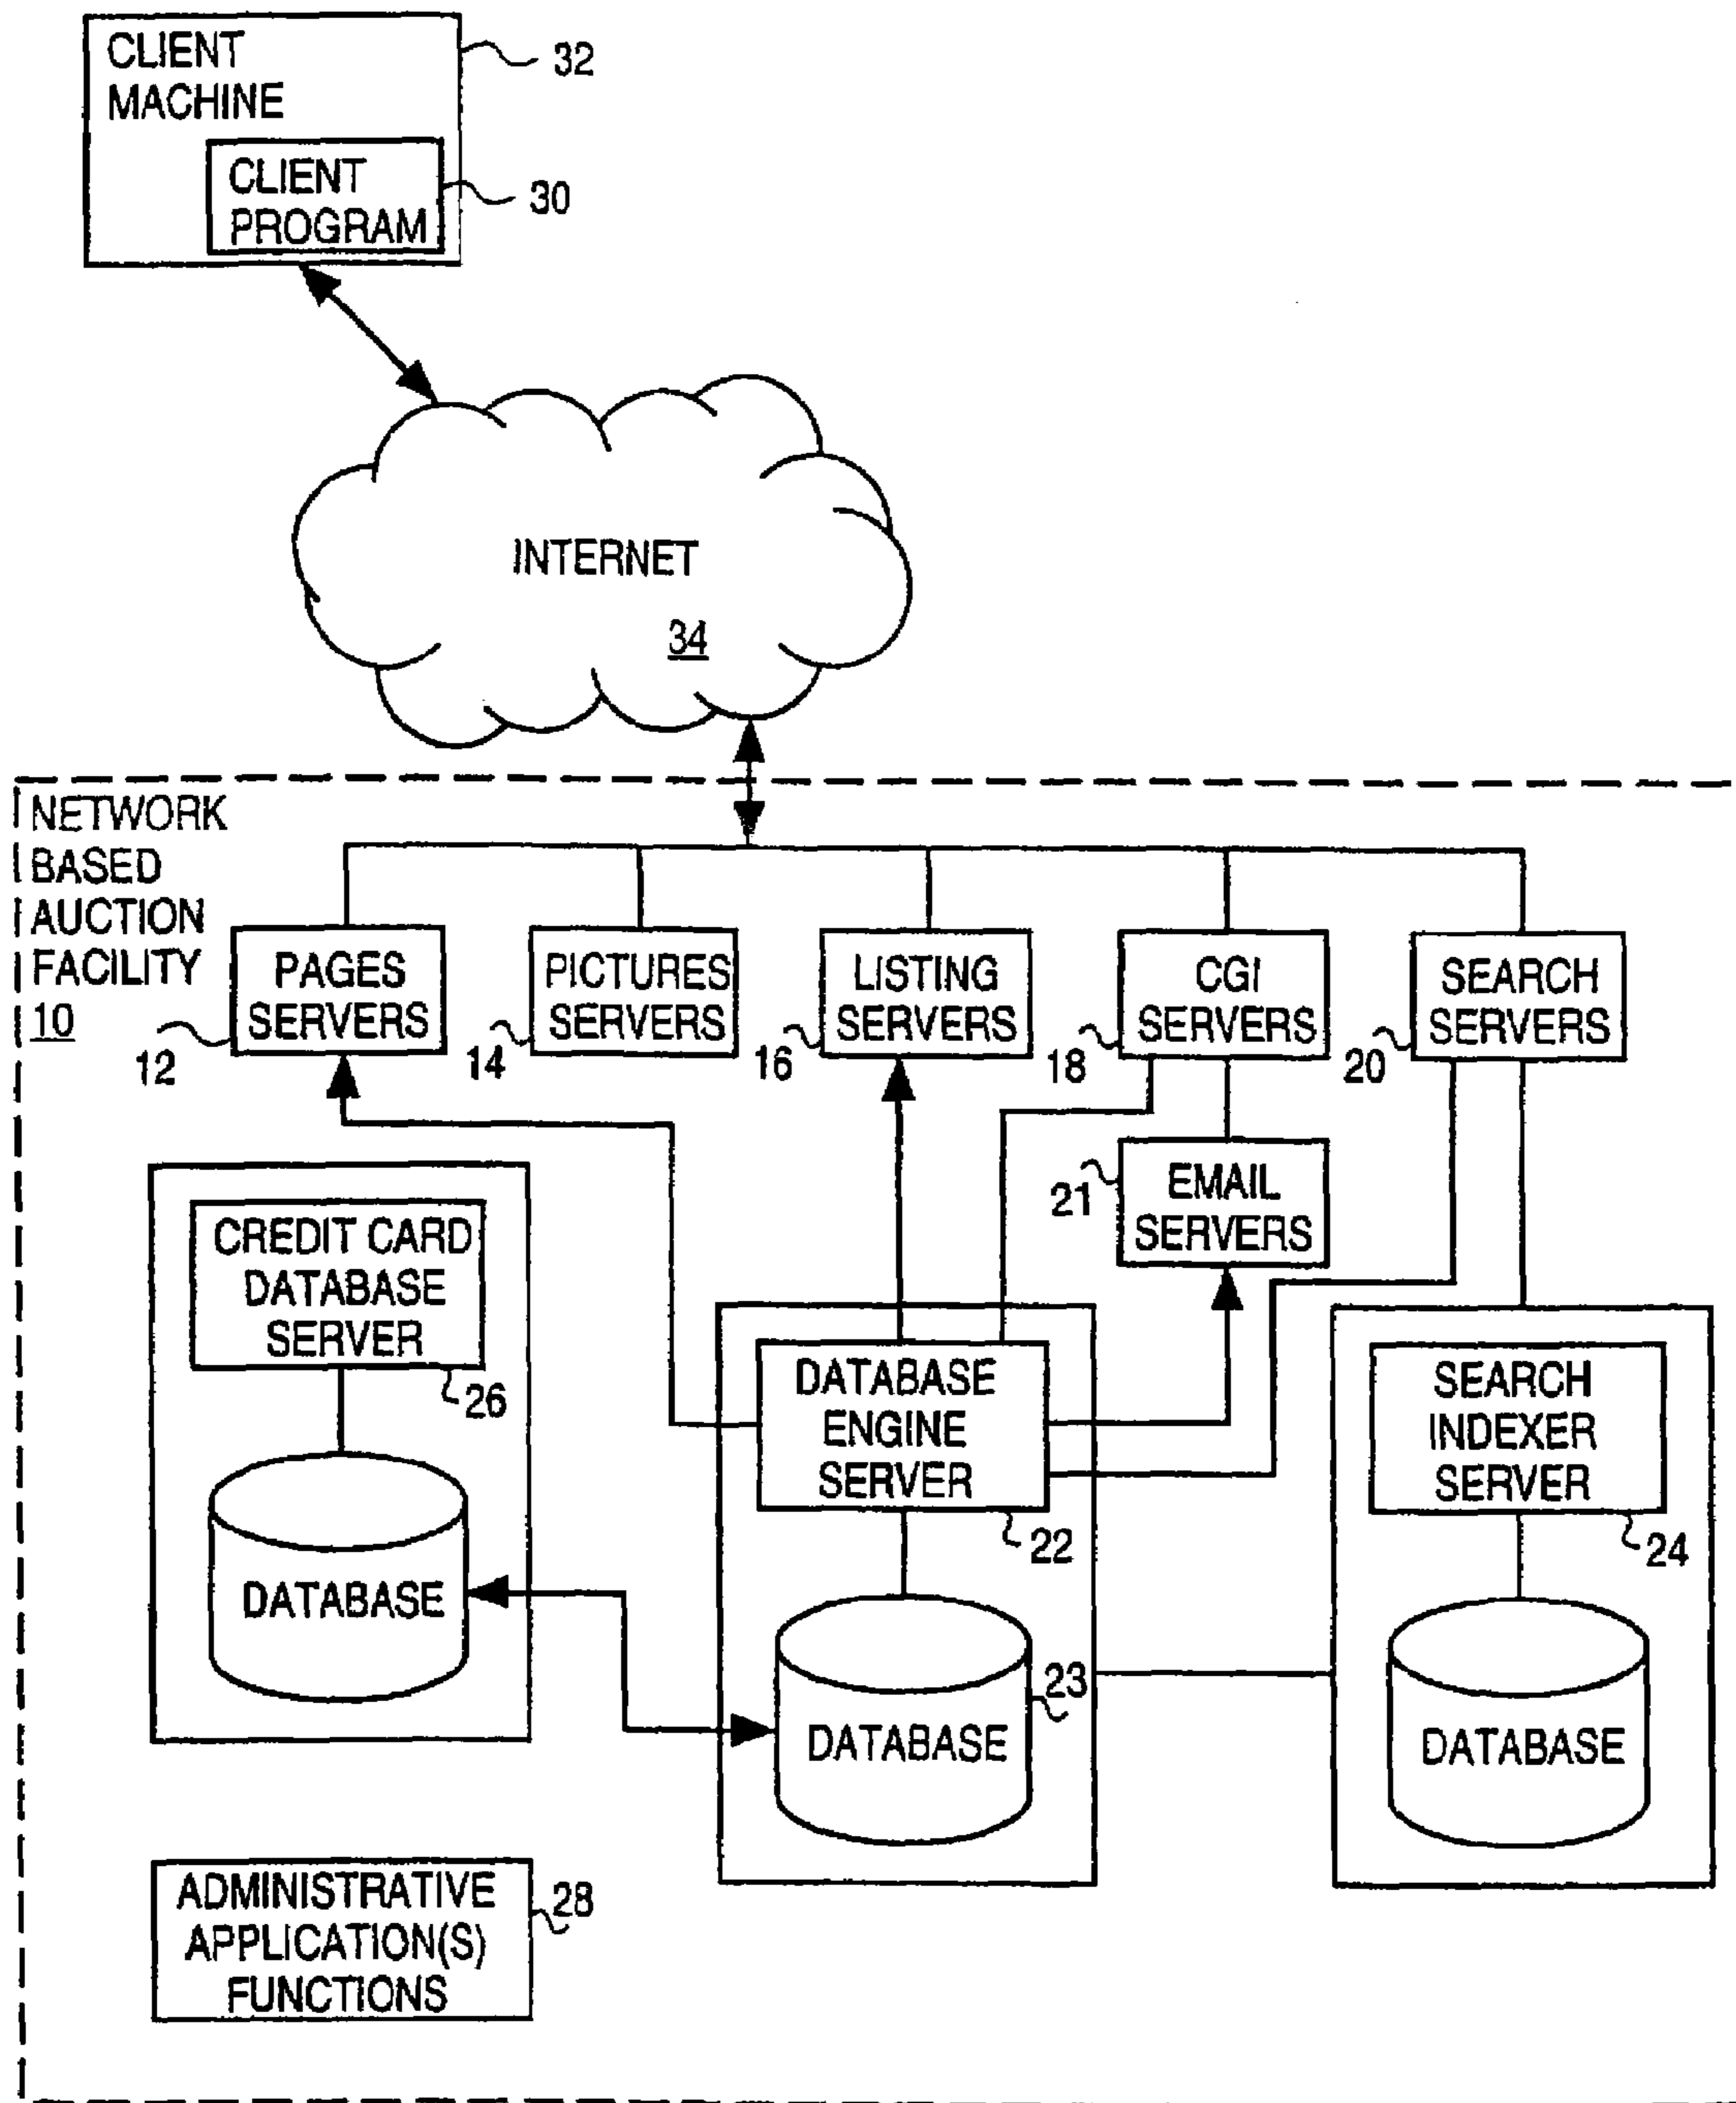 CLIENT
MACHINE
32
CLIENT
PROGRAM
30
INTERNET
34
NETWORK
BASED
AUCTION
FACILITY
10
PAGES
SERVERS
12
PICTURES
SERVERS
14
LISTING
SERVERS
16
CGI
SERVERS
18
SEARCH
SERVERS
20
EMAIL
SERVERS
21
CREDIT CARD
DATABASE
SERVER
26
DATABASE
DATABASE
ENGINE
SERVER
22
DATABASE
23
SEARCH
INDEXER
SERVER
24
DATABASE
ADMINISTRATIVE
APPLICATION(S)
FUNCTIONS
28